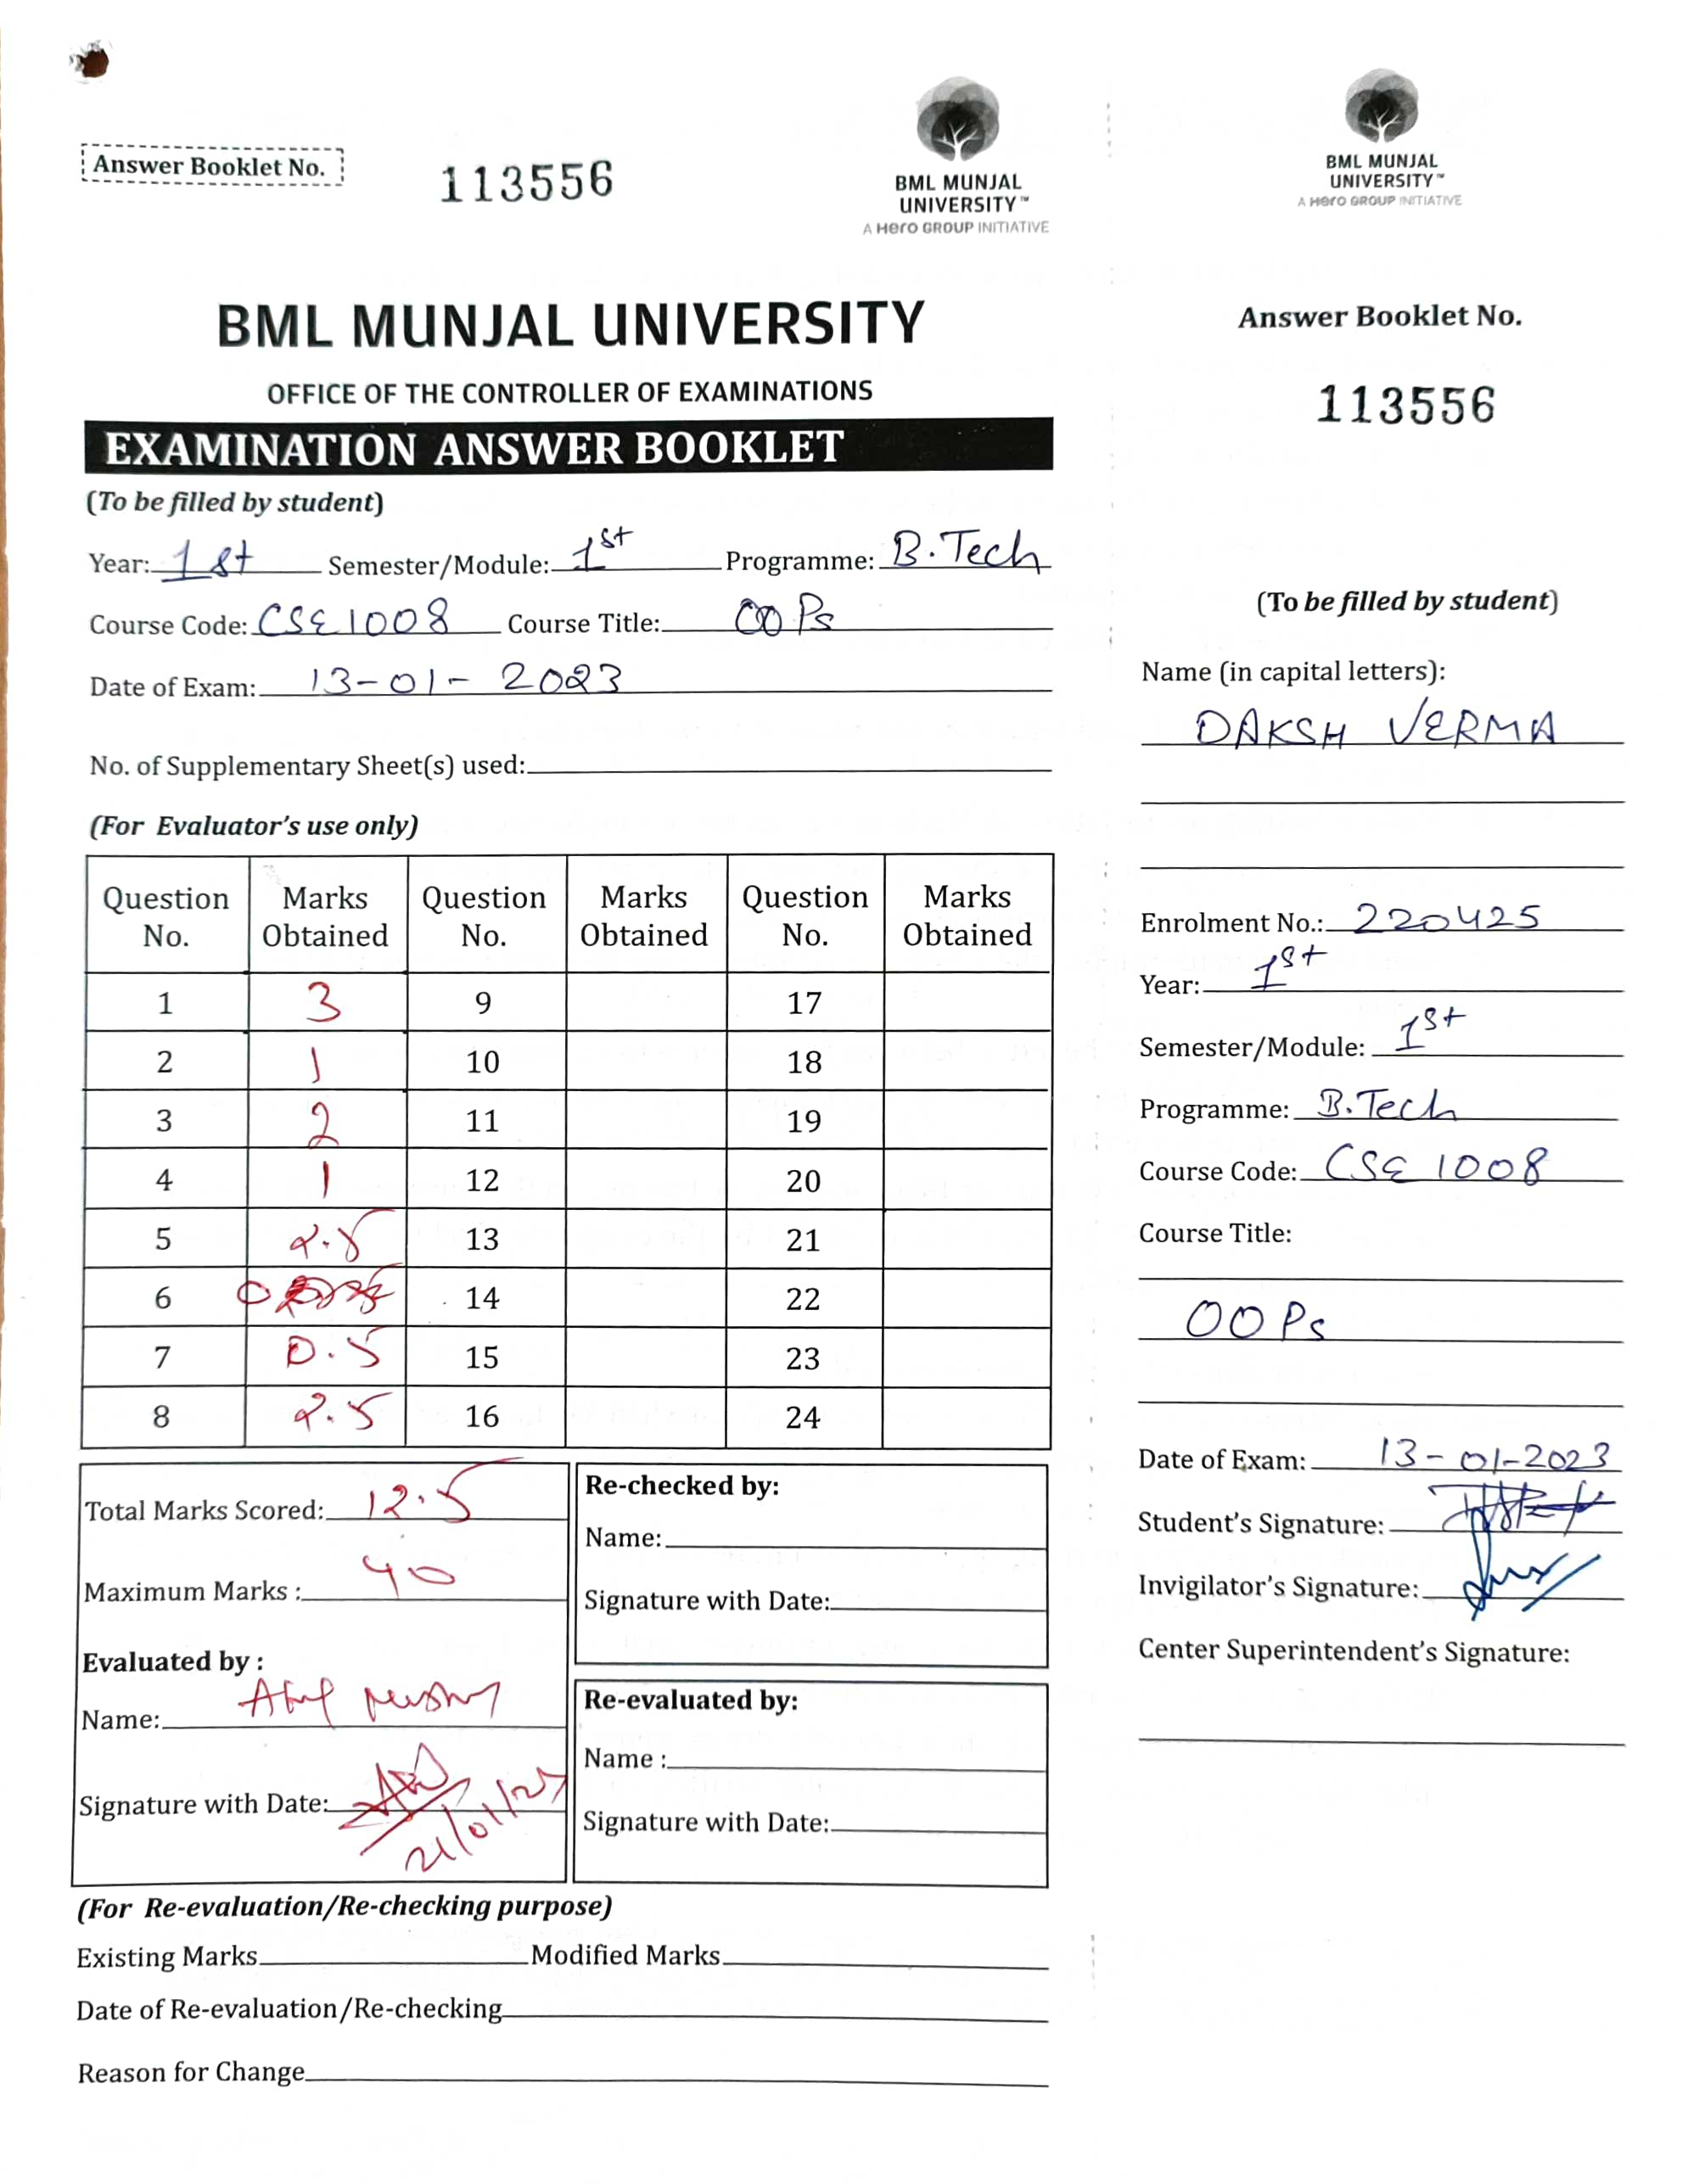 Answer Booklet No.
113556
BML MUNJAL
UNIVERSITY™
A Hero GROUP INITIATIVE
BML MUNJAL UNIVERSITY
OFFICE OF THE CONTROLLER OF EXAMINATIONS
EXAMINATION ANSWER BOOKLET
(To be filled by student)
Year: 1st Semester/Module: 1st Programme: B.Tech
Course Code: CSE1008 Course Title: OOPs
Date of Exam: 13-01-2023
No. of Supplementary Sheet(s) used:
(For Evaluator's use only)
Question No. Marks Obtained Question No. Marks Obtained Question No. Marks Obtained
1 3 9 17
2 1 10 18
3 2 11 19
4 1 12 20
5 2.5 13 21
6 0 14 22
7 0.5 15 23
8 2.5 16 24
Total Marks Scored: 12.5
Maximum Marks : 40
Evaluated by :
Name:
Signature with Date:
Re-checked by:
Name:
Signature with Date:
Re-evaluated by:
Name :
Signature with Date:
(For Re-evaluation/Re-checking purpose)
Existing Marks Modified Marks
Date of Re-evaluation/Re-checking
Reason for Change
BML MUNJAL
UNIVERSITY™
A Hero GROUP INITIATIVE
Answer Booklet No.
113556
(To be filled by student)
Name (in capital letters):
DAKSH VERMA
Enrolment No.: 220425
Year: 1st
Semester/Module: 1st
Programme: B.Tech
Course Code: CSE 1008
Course Title:
OOPs
Date of Exam: 13-01-2023
Student's Signature:
Invigilator's Signature:
Center Superintendent's Signature: